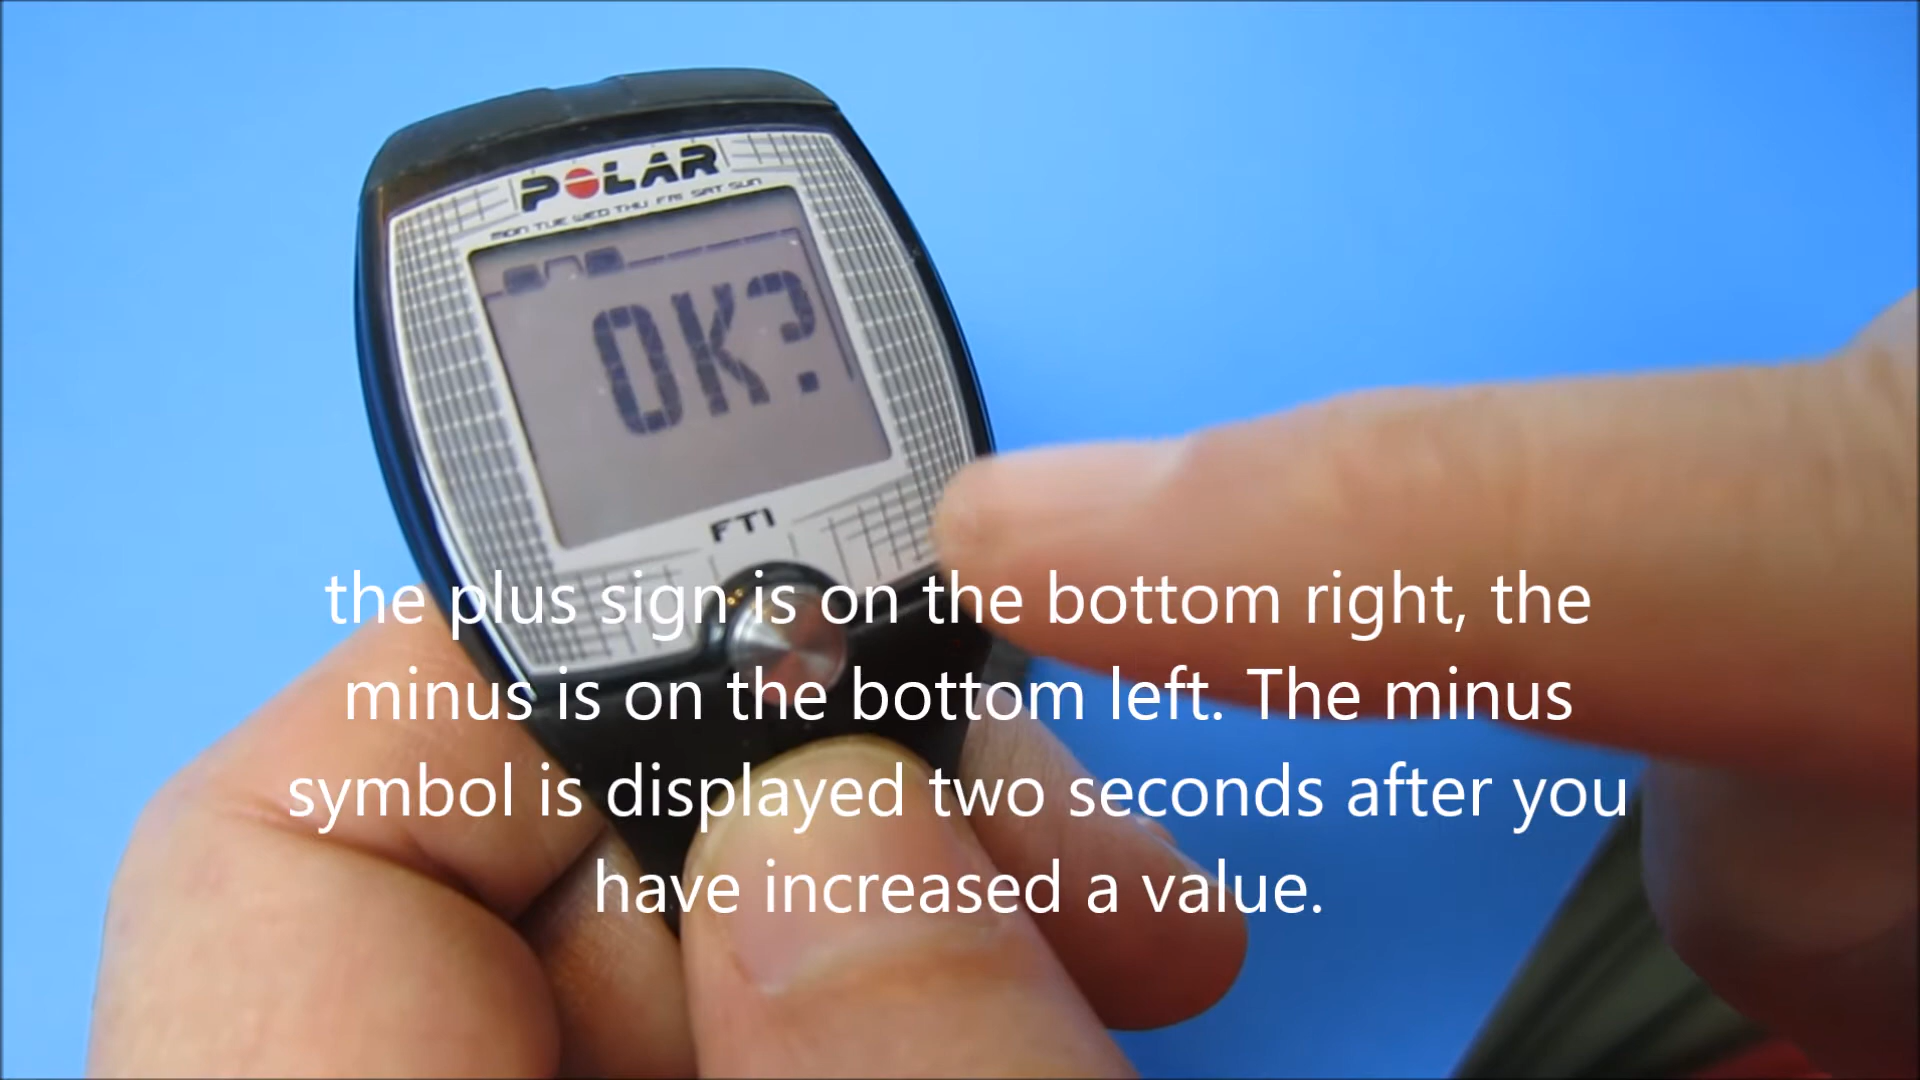 POLAR
MON TUE WED THU FRI SAT SUN
OK?
FT1
the plus sign is on the bottom right, the
minus is on the bottom left. The minus
symbol is displayed two seconds after you
have increased a value.